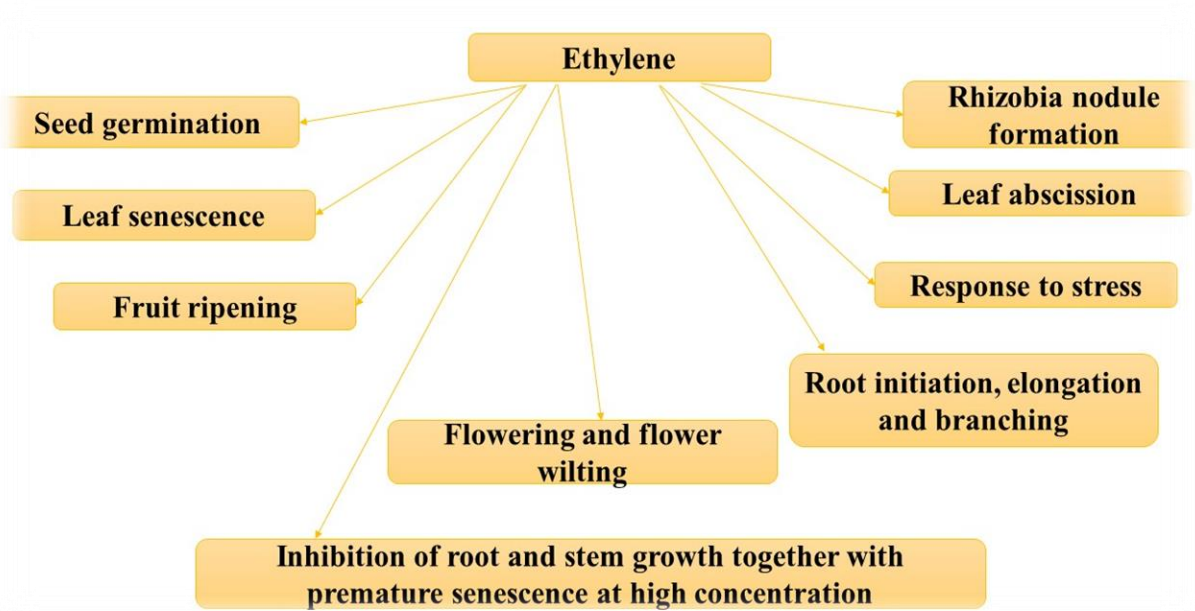 Ethylene
Seed germination
Rhizobia nodule
formation
Leaf senescence
Leaf abscission
Fruit ripening
Response to stress
Root initiation, elongation
and branching
Flowering and flower
wilting
Inhibition of root and stem growth together with
premature senescence at high concentration